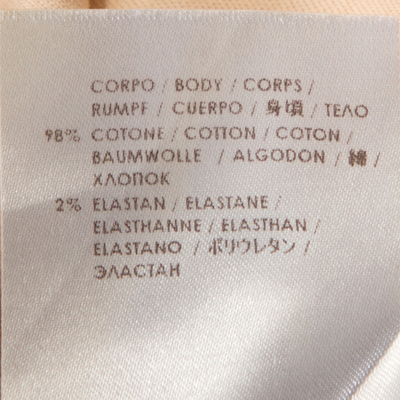 CORPO / BODY / CORPS /
RUMPF / CUERPO / 身頃 / ТЕЛО
98% COTONE / COTTON / COTON /
BAUMWOLLE / ALGODON / 綿 /
ХЛОПОК
2% ELASTAN / ELASTANE /
ELASTHANNE / ELASTHAN /
ELASTANO / ポリウレタン /
ЭЛАСТАН